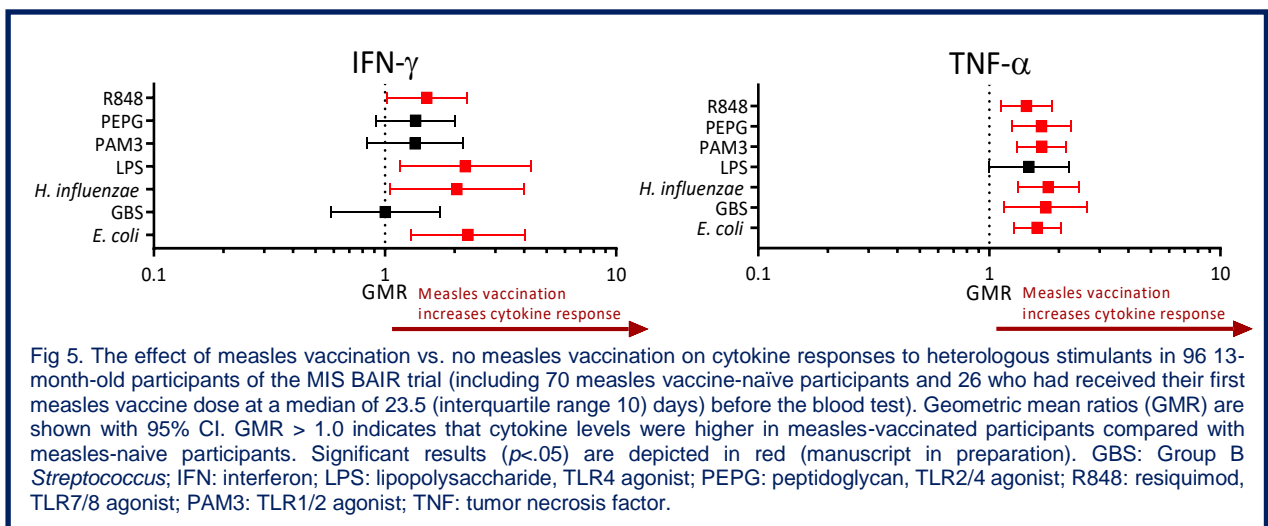 IFN-γ
R848
PEPG
PAM3
LPS
H. influenzae
GBS
E. coli
0.1
1
10
GMR
Measles vaccination
increases cytokine response
TNF-α
R848
PEPG
PAM3
LPS
H. influenzae
GBS
E. coli
0.1
1
10
GMR
Measles vaccination
increases cytokine response
Fig 5. The effect of measles vaccination vs. no measles vaccination on cytokine responses to heterologous stimulants in 96 13-
month-old participants of the MIS BAIR trial (including 70 measles vaccine-naïve participants and 26 who had received their first
measles vaccine dose at a median of 23.5 (interquartile range 10) days) before the blood test). Geometric mean ratios (GMR) are
shown with 95% CI. GMR > 1.0 indicates that cytokine levels were higher in measles-vaccinated participants compared with
measles-naive participants. Significant results (p<.05) are depicted in red (manuscript in preparation). GBS: Group B
Streptococcus; IFN: interferon; LPS: lipopolysaccharide, TLR4 agonist; PEPG: peptidoglycan, TLR2/4 agonist; R848: resiquimod,
TLR7/8 agonist; PAM3: TLR1/2 agonist; TNF: tumor necrosis factor.